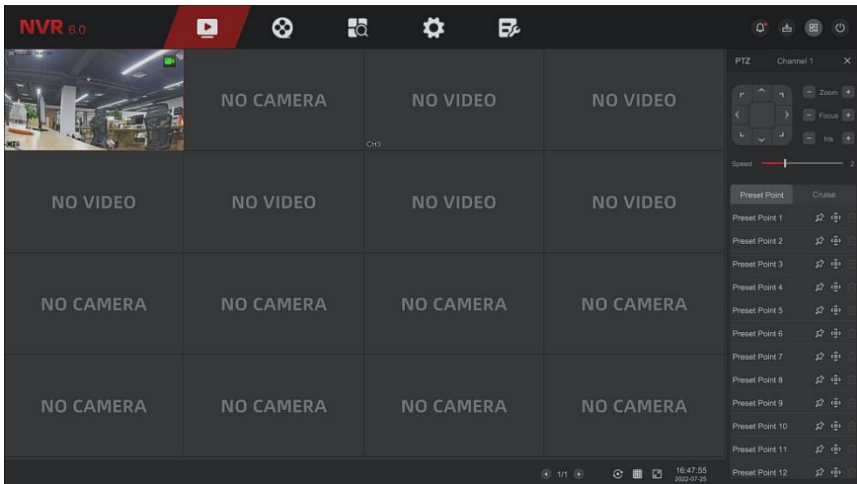 NVR 6.0
PTZ Channel 1
NO CAMERA
NO VIDEO
NO VIDEO
CH3
Zoom
Focus
Iris
Speed 2
NO VIDEO
NO VIDEO
NO VIDEO
NO VIDEO
Preset Point Cruise
Preset Point 1
Preset Point 2
Preset Point 3
Preset Point 4
Preset Point 5
Preset Point 6
Preset Point 7
Preset Point 8
Preset Point 9
Preset Point 10
Preset Point 11
Preset Point 12
NO CAMERA
NO CAMERA
NO CAMERA
NO CAMERA
NO CAMERA
NO CAMERA
NO CAMERA
NO CAMERA
1/1
16:47:55
2022-07-25